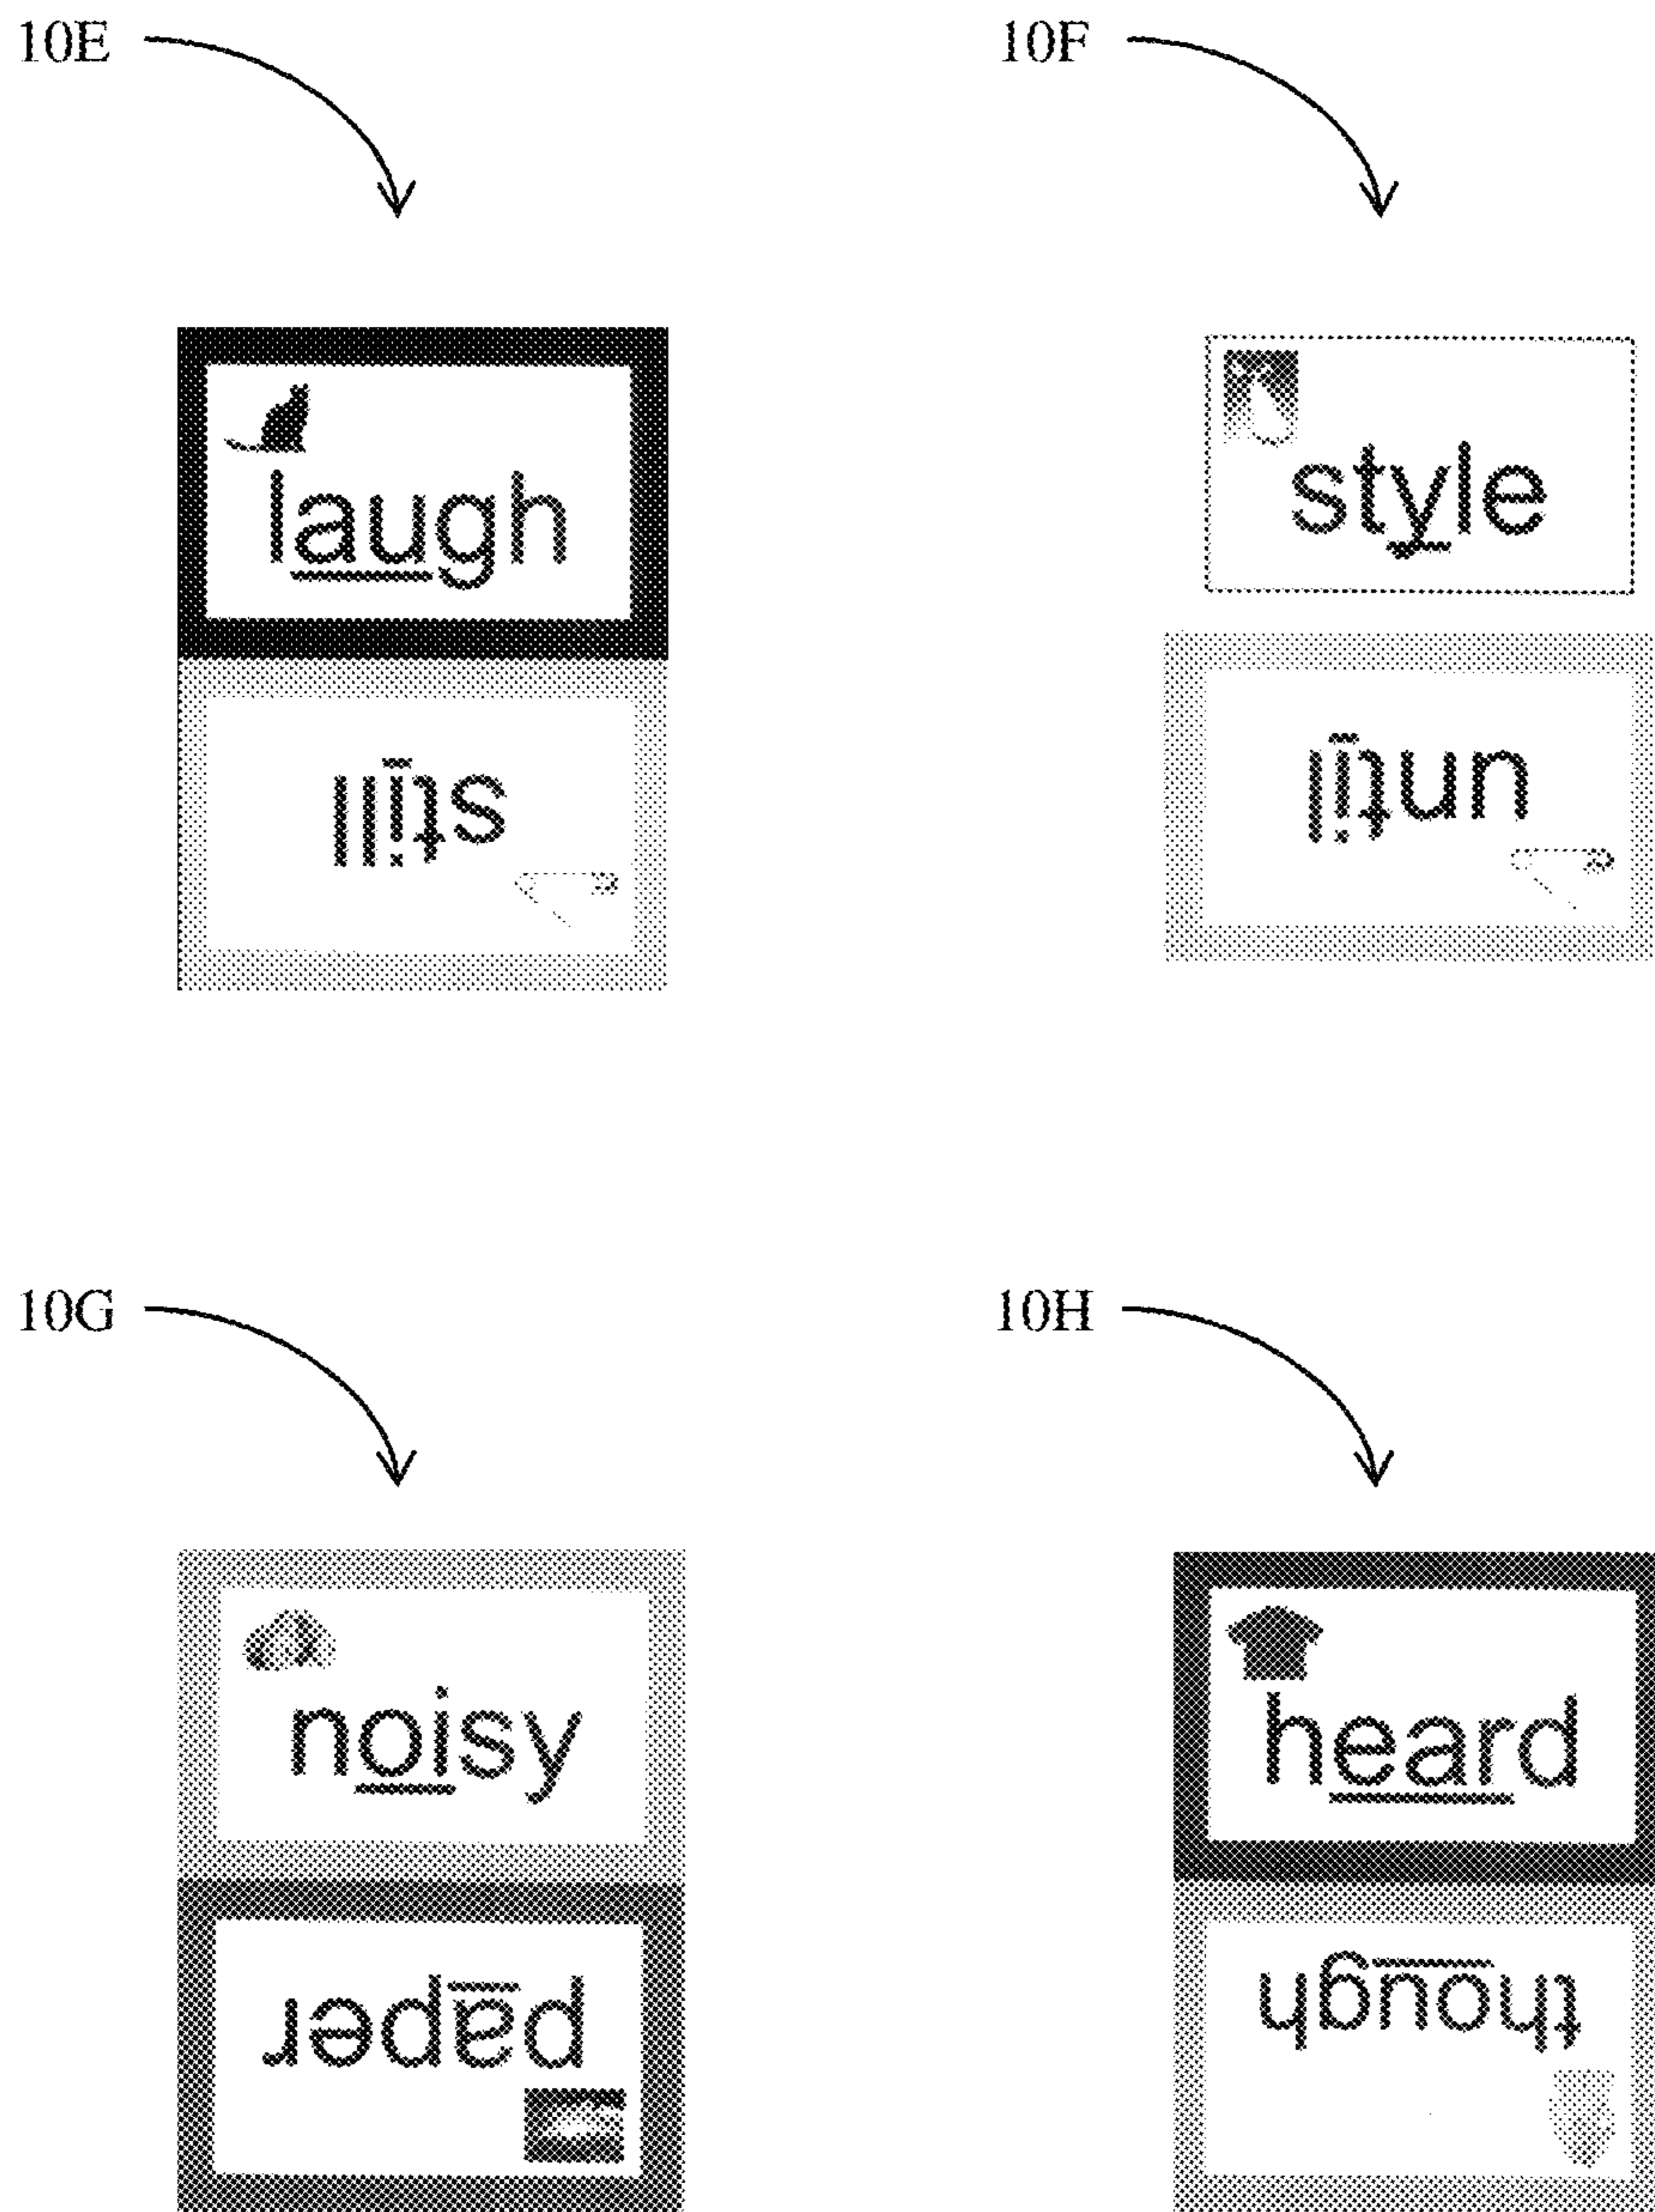 10E
10F
laugh
still
style
until
10G
10H
noisy
paper
heard
though